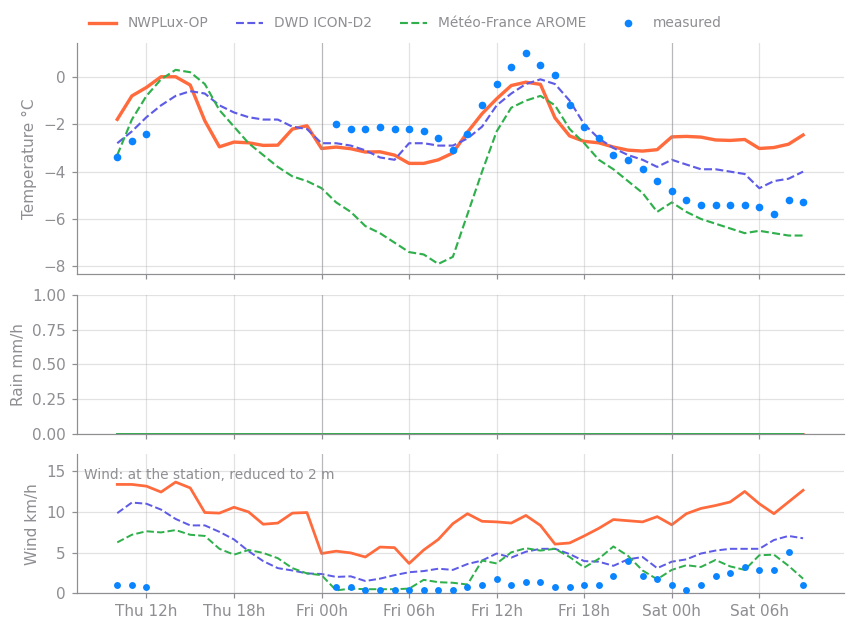 NWPLux-OP DWD ICON-D2 Météo-France AROME measured
Temperature °C
0
−2
−4
−6
−8
Rain mm/h
1.00
0.75
0.50
0.25
0.00
Wind km/h
Wind: at the station, reduced to 2 m
15
10
5
0
Thu 12h Thu 18h Fri 00h Fri 06h Fri 12h Fri 18h Sat 00h Sat 06h